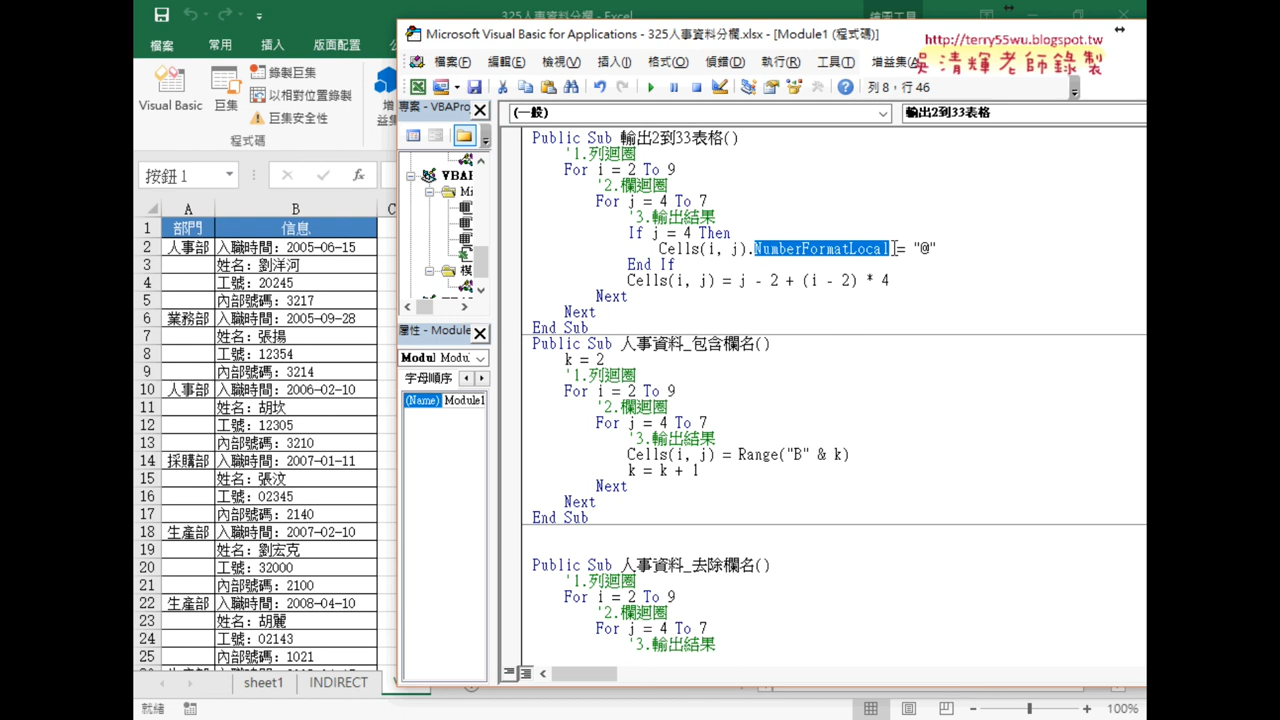 325人事資料分欄 - Excel
檔案 常用 插入 版面配置
Visual Basic 巨集
錄製巨集
以相對位置錄製
巨集安全性
程式碼
按鈕 1
A B C
1 部門 信息
2 人事部 入職時間: 2005-06-15
3 姓名: 劉洋河
4 工號: 20245
5 內部號碼: 3217
6 業務部 入職時間: 2005-09-28
7 姓名: 張揚
8 工號: 12354
9 內部號碼: 3214
10 人事部 入職時間: 2006-02-10
11 姓名: 胡坎
12 工號: 12305
13 內部號碼: 3210
14 採購部 入職時間: 2007-01-11
15 姓名: 張汶
16 工號: 02345
17 內部號碼: 2140
18 生產部 入職時間: 2007-02-10
19 姓名: 劉宏克
20 工號: 32000
21 內部號碼: 2100
22 生產部 入職時間: 2008-04-10
23 姓名: 胡麗
24 工號: 02143
25 內部號碼: 1021
sheet1 INDIRECT
就緒
100%
Microsoft Visual Basic for Applications - 325人事資料分欄.xlsx - [Module1 (程式碼)]
http://terry55wu.blogspot.tw
吳清輝老師錄製
檔案(F) 編輯(E) 檢視(V) 插入(I) 格式(O) 偵錯(D) 執行(R) 工具(T) 增益集(A)
列 8，行 46
專案 - VBAPro
VBAP
Mi
模
屬性 - Module
Modul Modu
字母順序
(Name) Module1
(一般) 輸出2到33表格
Public Sub 輸出2到33表格()
'1.列迴圈
For i = 2 To 9
'2.欄迴圈
For j = 4 To 7
'3.輸出結果
If j = 4 Then
Cells(i, j).NumberFormatLocal = "@"
End If
Cells(i, j) = j - 2 + (i - 2) * 4
Next
Next
End Sub
Public Sub 人事資料_包含欄名()
k = 2
'1.列迴圈
For i = 2 To 9
'2.欄迴圈
For j = 4 To 7
'3.輸出結果
Cells(i, j) = Range("B" & k)
k = k + 1
Next
Next
End Sub
Public Sub 人事資料_去除欄名()
'1.列迴圈
For i = 2 To 9
'2.欄迴圈
For j = 4 To 7
'3.輸出結果